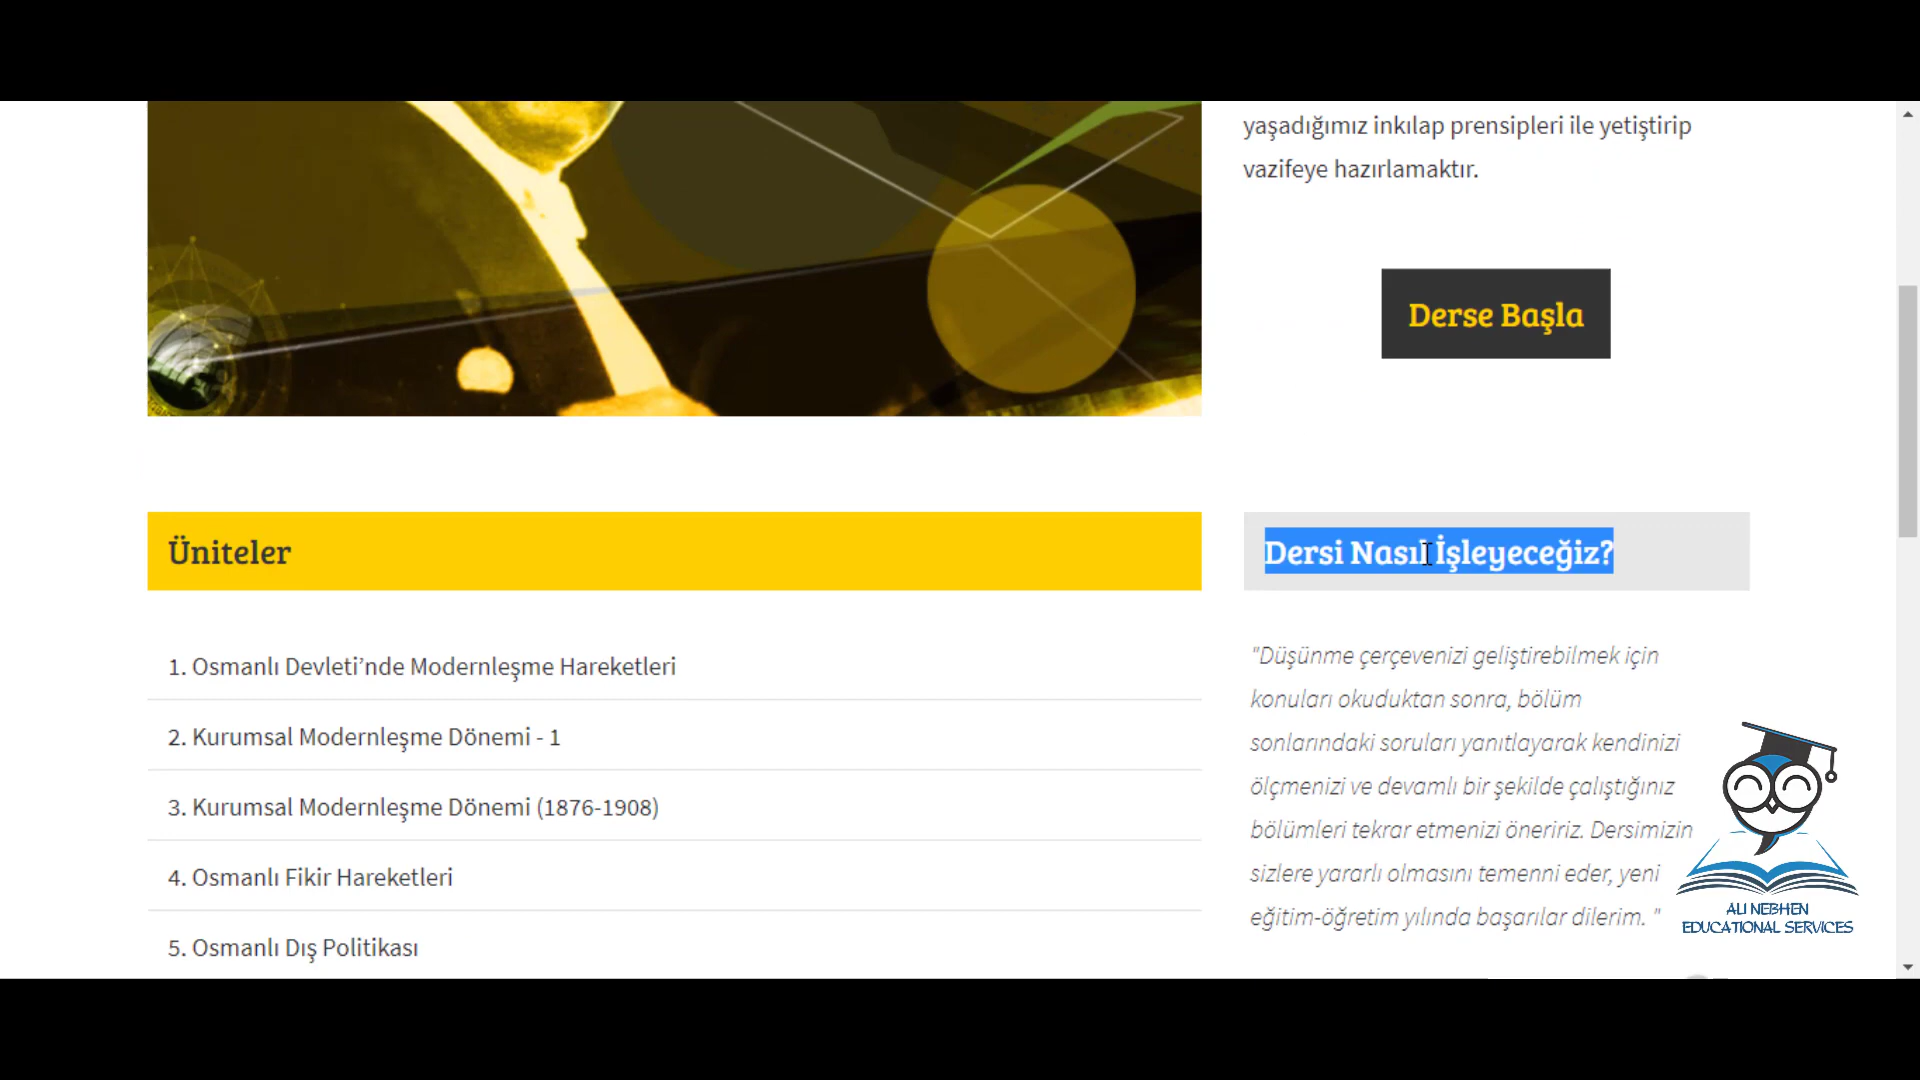 yaşadığımız inkılap prensipleri ile yetiştirip
vazifeye hazırlamaktır.
Derse Başla
Üniteler
1. Osmanlı Devleti’nde Modernleşme Hareketleri
2. Kurumsal Modernleşme Dönemi - 1
3. Kurumsal Modernleşme Dönemi (1876-1908)
4. Osmanlı Fikir Hareketleri
5. Osmanlı Dış Politikası
Dersi Nasıl İşleyeceğiz?
"Düşünme çerçevenizi geliştirebilmek için
konuları okuduktan sonra, bölüm
sonlarındaki soruları yanıtlayarak kendinizi
ölçmenizi ve devamlı bir şekilde çalıştığınız
bölümleri tekrar etmenizi öneririz. Dersimizin
sizlere yararlı olmasını temenni eder, yeni
eğitim-öğretim yılında başarılar dilerim. "
ALI NEBHEN
EDUCATIONAL SERVICES